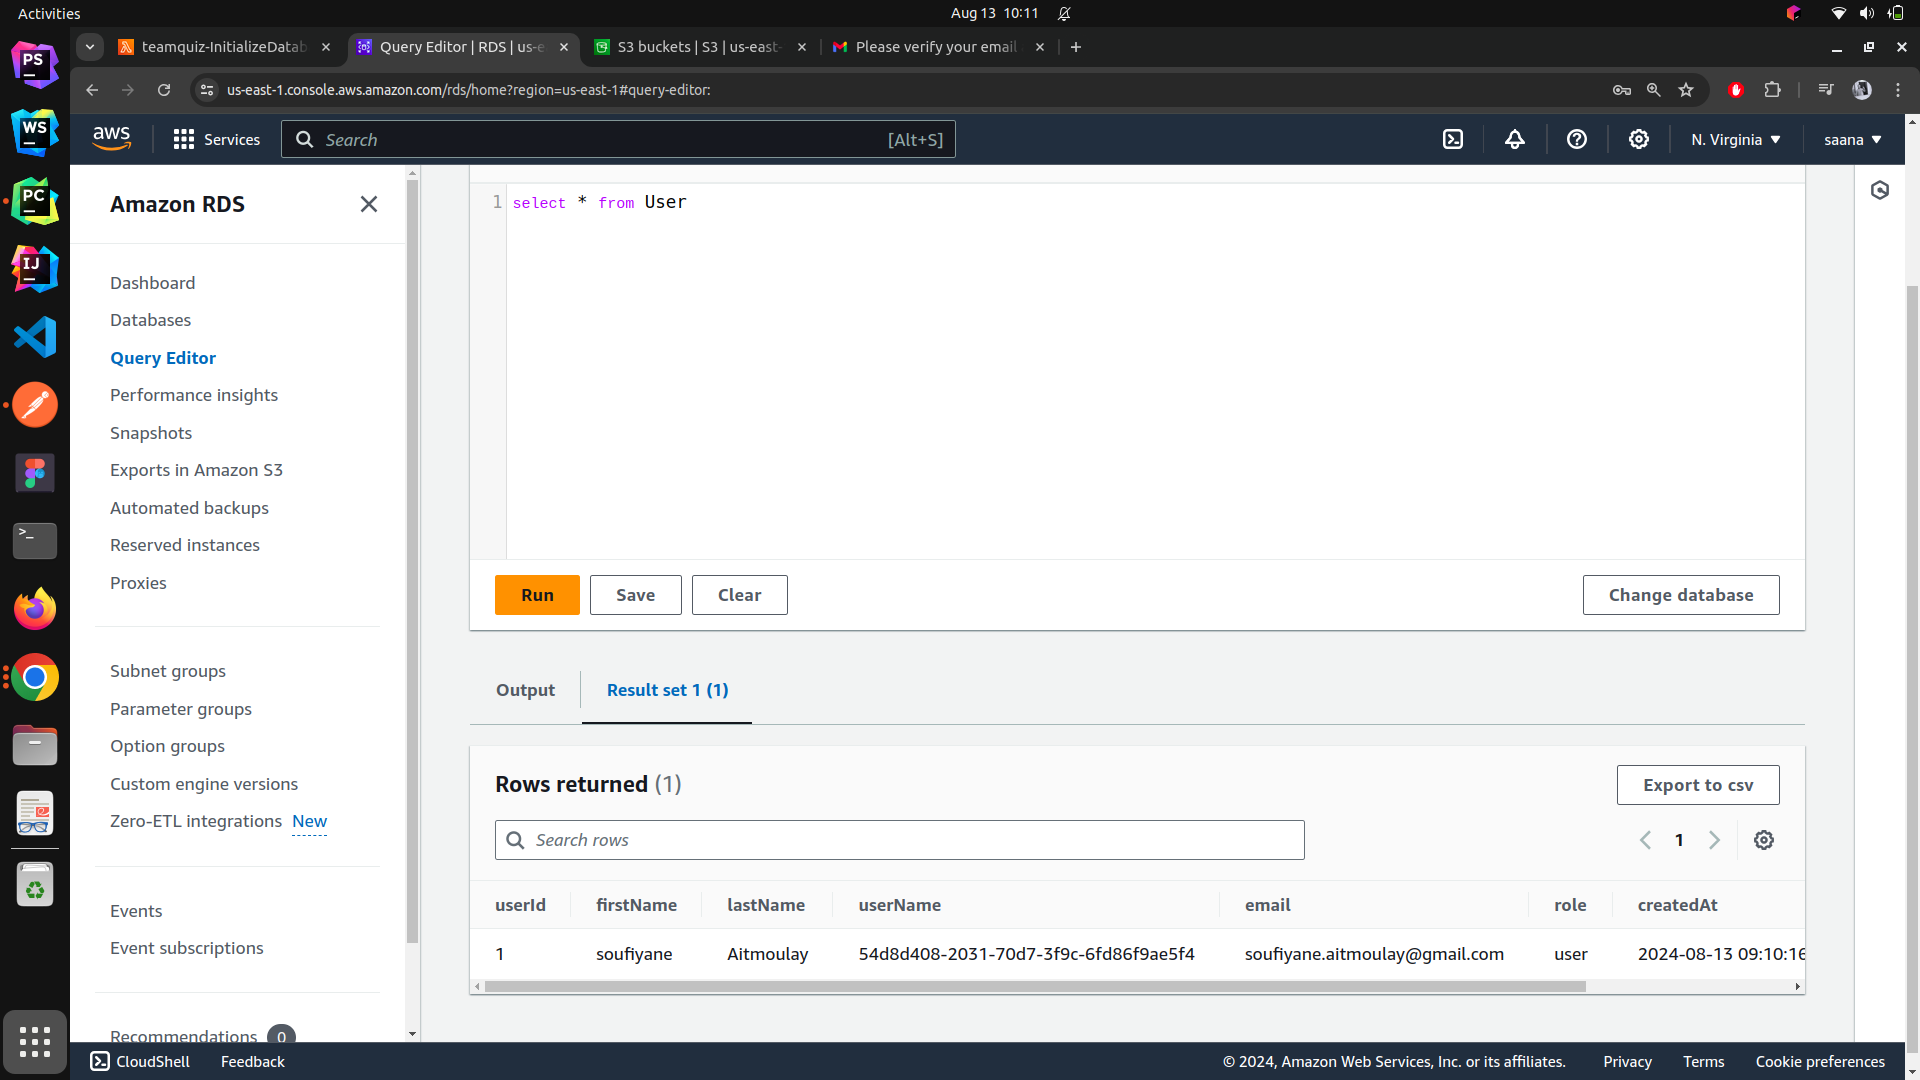 Activities
Aug 13 10:11
teamquiz-InitializeDatab
Query Editor | RDS | us-e
S3 buckets | S3 | us-east-
Please verify your email
us-east-1.console.aws.amazon.com/rds/home?region=us-east-1#query-editor:
aws
Services
Search
[Alt+S]
N. Virginia
saana
PS
WS
PC
IJ
Amazon RDS
Dashboard
Databases
Query Editor
Performance insights
Snapshots
Exports in Amazon S3
Automated backups
Reserved instances
Proxies
Subnet groups
Parameter groups
Option groups
Custom engine versions
Zero-ETL integrations New
Events
Event subscriptions
Recommendations 0
1 select * from User
Run
Save
Clear
Change database
Output
Result set 1 (1)
Rows returned (1)
Export to csv
Search rows
1
userId firstName lastName userName email role createdAt
1 soufiyane Aitmoulay 54d8d408-2031-70d7-3f9c-6fd86f9ae5f4 soufiyane.aitmoulay@gmail.com user 2024-08-13 09:10:16
CloudShell
Feedback
© 2024, Amazon Web Services, Inc. or its affiliates.
Privacy
Terms
Cookie preferences